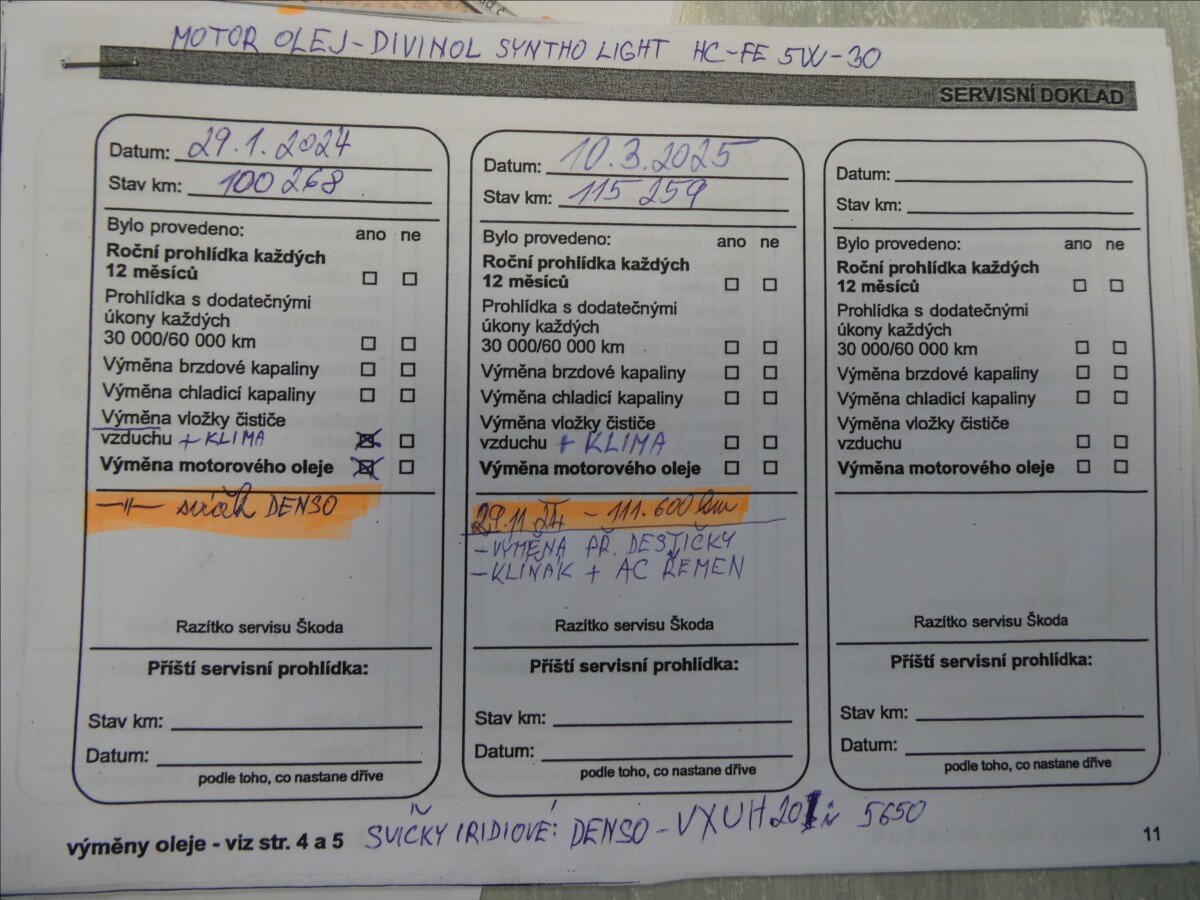 MOTOR OLEJ - DIVINOL SYNTHO LIGHT HC-FE 5W-30
SERVISNÍ DOKLAD
Datum: 29.1.2024
Stav km: 100 268
Bylo provedeno: ano ne
Roční prohlídka každých
12 měsíců
Prohlídka s dodatečnými
úkony každých
30 000/60 000 km
Výměna brzdové kapaliny
Výměna chladicí kapaliny
Výměna vložky čističe
vzduchu + KLIMA
Výměna motorového oleje
—"— svíček DENSO
Razítko servisu Škoda
Příští servisní prohlídka:
Stav km:
Datum:
podle toho, co nastane dříve
Datum: 10.3.2025
Stav km: 115 259
Bylo provedeno: ano ne
Roční prohlídka každých
12 měsíců
Prohlídka s dodatečnými
úkony každých
30 000/60 000 km
Výměna brzdové kapaliny
Výměna chladicí kapaliny
Výměna vložky čističe
vzduchu + KLIMA
Výměna motorového oleje
29.11 24 - 111.600 km
- VÝMĚNA PŘ. DESTIČKY
- KLIŇÁK + AC ŘEMEN
Razítko servisu Škoda
Příští servisní prohlídka:
Stav km:
Datum:
podle toho, co nastane dříve
Datum:
Stav km:
Bylo provedeno: ano ne
Roční prohlídka každých
12 měsíců
Prohlídka s dodatečnými
úkony každých
30 000/60 000 km
Výměna brzdové kapaliny
Výměna chladicí kapaliny
Výměna vložky čističe
vzduchu
Výměna motorového oleje
Razítko servisu Škoda
Příští servisní prohlídka:
Stav km:
Datum:
podle toho, co nastane dříve
výměny oleje - viz str. 4 a 5
SVÍČKY IRIDIOVÉ: DENSO - 5650
11